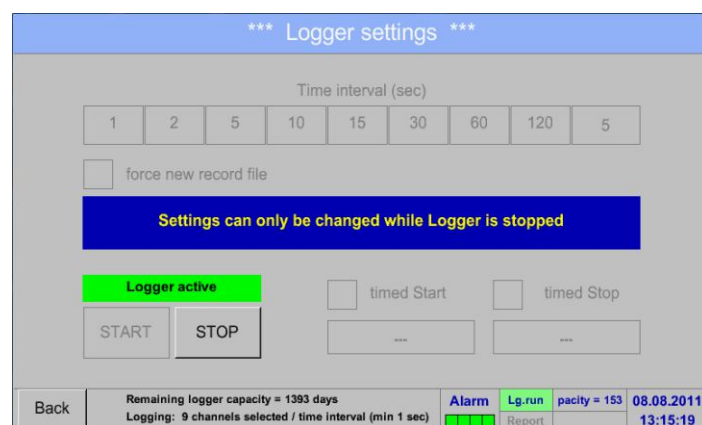 *** Logger settings ***
Time interval (sec)
1 2 5 10 15 30 60 120 5
force new record file
Settings can only be changed while Logger is stopped
Logger active
timed Start
timed Stop
START STOP
---
---
Back
Remaining logger capacity = 1393 days
Logging: 9 channels selected / time interval (min 1 sec)
Alarm
Lg.run
pacity = 153
Report
08.08.2011
13:15:19